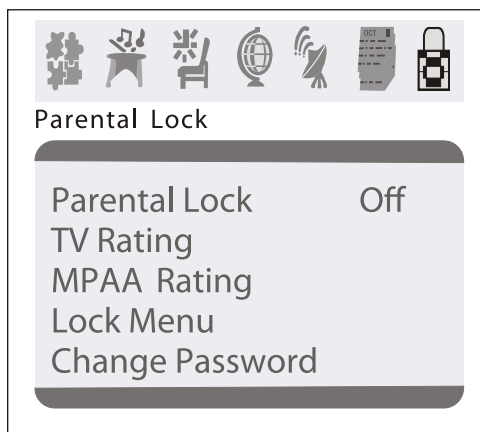 OCT
Parental Lock
Parental Lock Off
TV Rating
MPAA Rating
Lock Menu
Change Password